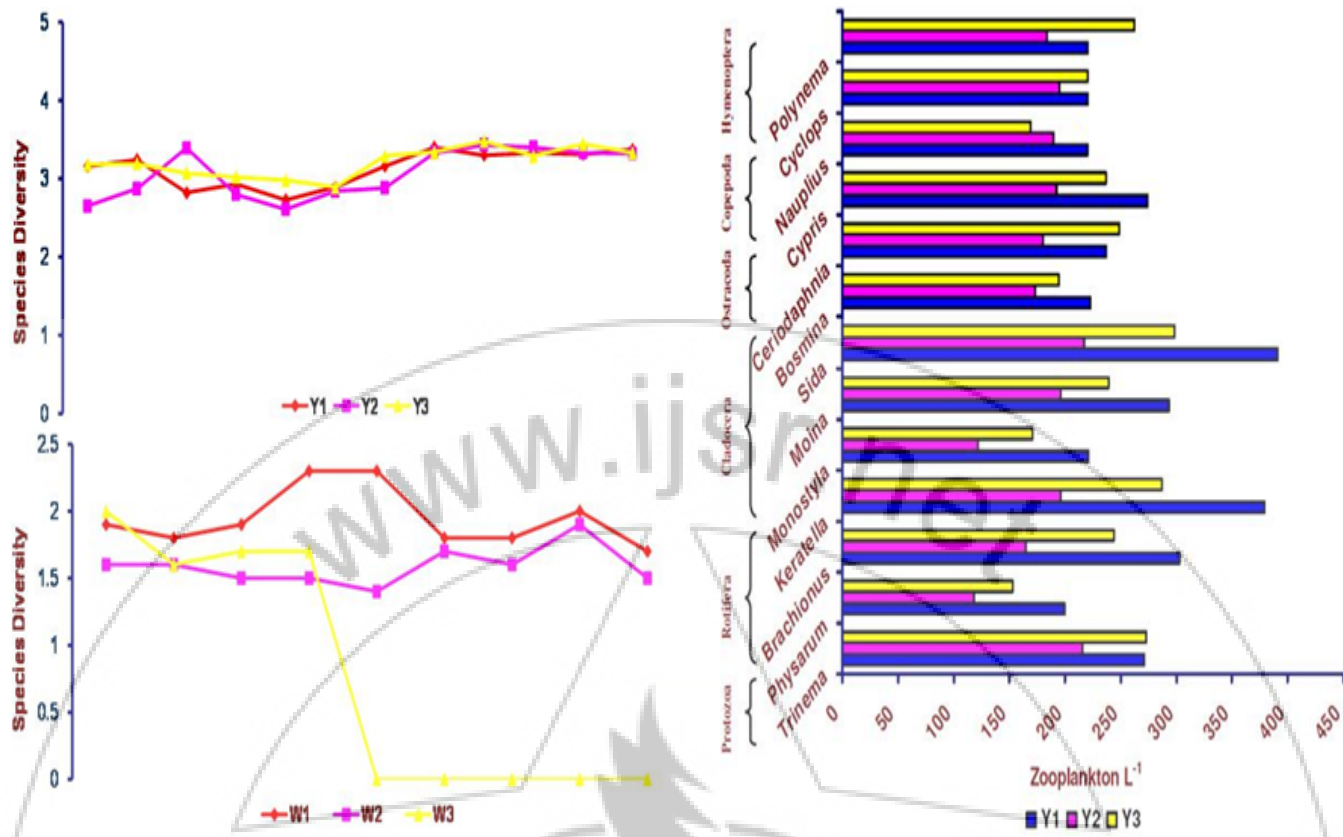 5
4
3
2
1
0
Species Diversity
Y1 Y2 Y3
2.5
2
1.5
1
0.5
0
Species Diversity
W1 W2 W3
Hymenoptera
Copepoda
Ostracoda
Cladocera
Rotifera
Protozoa
Polynema
Cyclops
Nauplius
Cypris
Ceriodaphnia
Bosmina
Sida
Moina
Monostyla
Keratella
Brachionus
Physarum
Trinema
0 50 100 150 200 250 300 350 400 450
Zooplankton L-1
Y1 Y2 Y3
www.ijsr.net